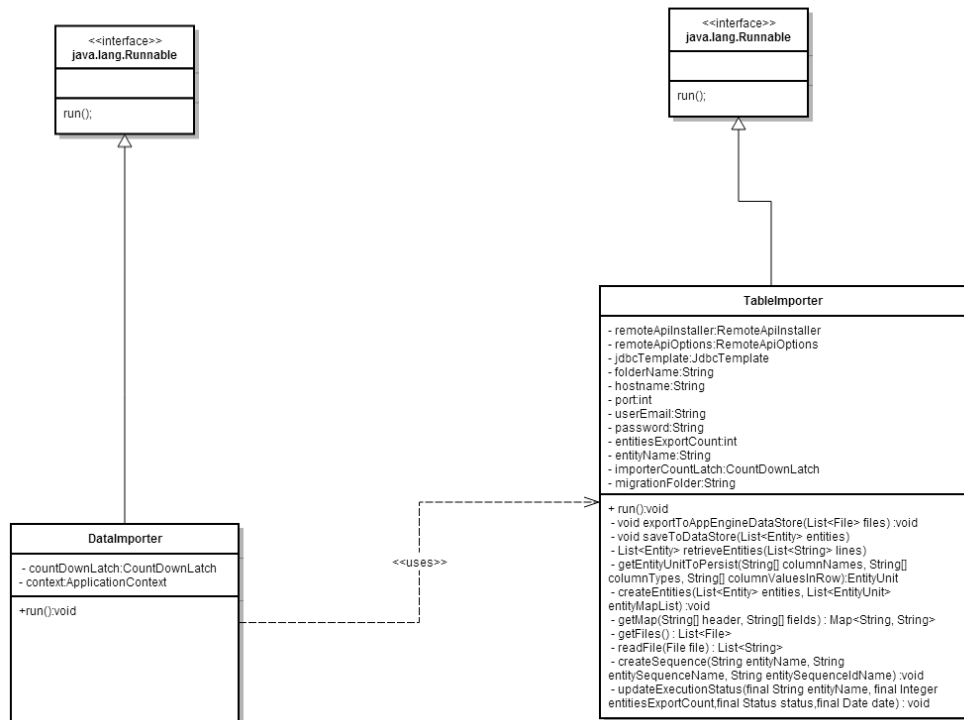 <<interface>>
java.lang.Runnable
run();
<<interface>>
java.lang.Runnable
run();
TableImporter
- remoteApiInstaller:RemoteApiInstaller
- remoteApiOptions:RemoteApiOptions
- jdbcTemplate:JdbcTemplate
- folderName:String
- hostname:String
- port:int
- userEmail:String
- password:String
- entitiesExportCount:int
- entityName:String
- importerCountLatch:CountDownLatch
- migrationFolder:String
+ run():void
- void exportToAppEngineDataStore(List<File> files) :void
- void saveToDataStore(List<Entity> entities)
- List<Entity> retrieveEntities(List<String> lines)
- getEntityUnitToPersist(String[] columnNames, String[]
columnTypes, String[] columnValuesInRow):EntityUnit
- createEntities(List<Entity> entities, List<EntityUnit>
entityMapList) :void
- getMap(String[] header, String[] fields) : Map<String, String>
- getFiles() : List<File>
- readFile(File file) : List<String>
- createSequence(String entityName, String
entitySequenceName, String entitySequenceIdName) :void
- updateExecutionStatus(final String entityName, final Integer
entitiesExportCount,final Status status,final Date date) : void
DataImporter
- countDownLatch:CountDownLatch
- context:ApplicationContext
+run():void
<<uses>>